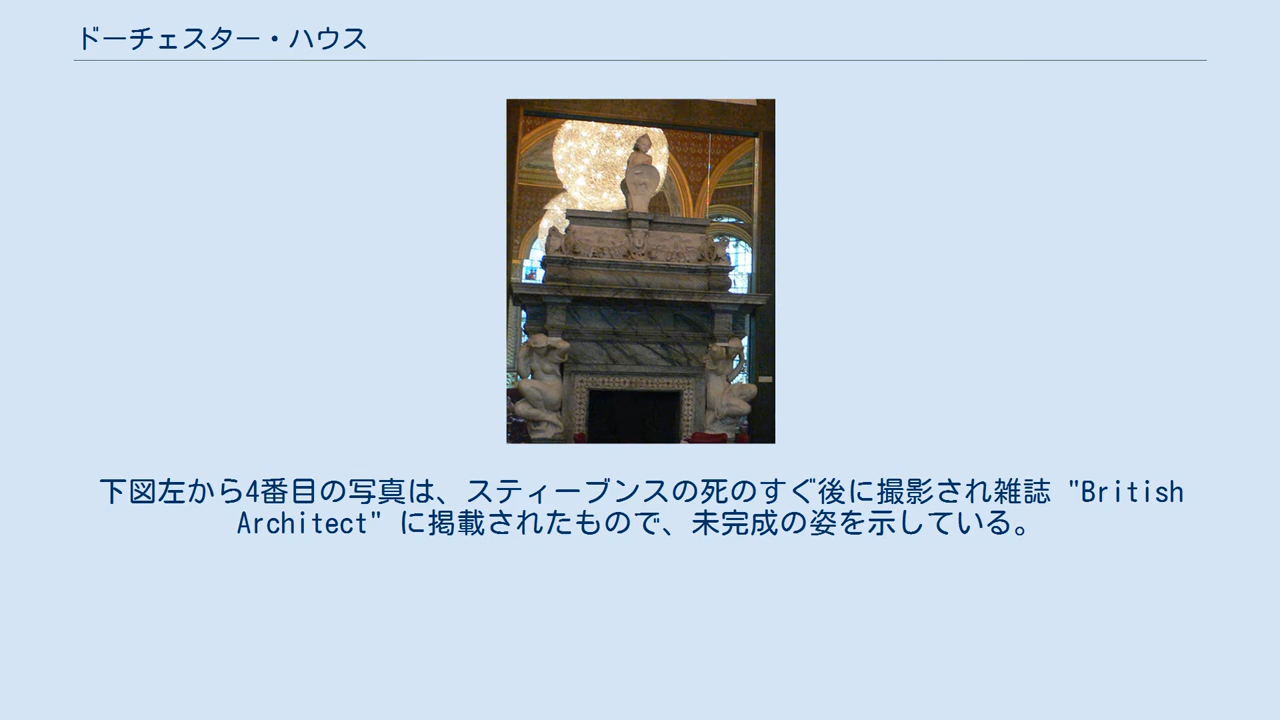 ドーチェスター・ハウス
下図左から4番目の写真は、スティーブンスの死のすぐ後に撮影され雑誌 "British
Architect" に掲載されたもので、未完成の姿を示している。